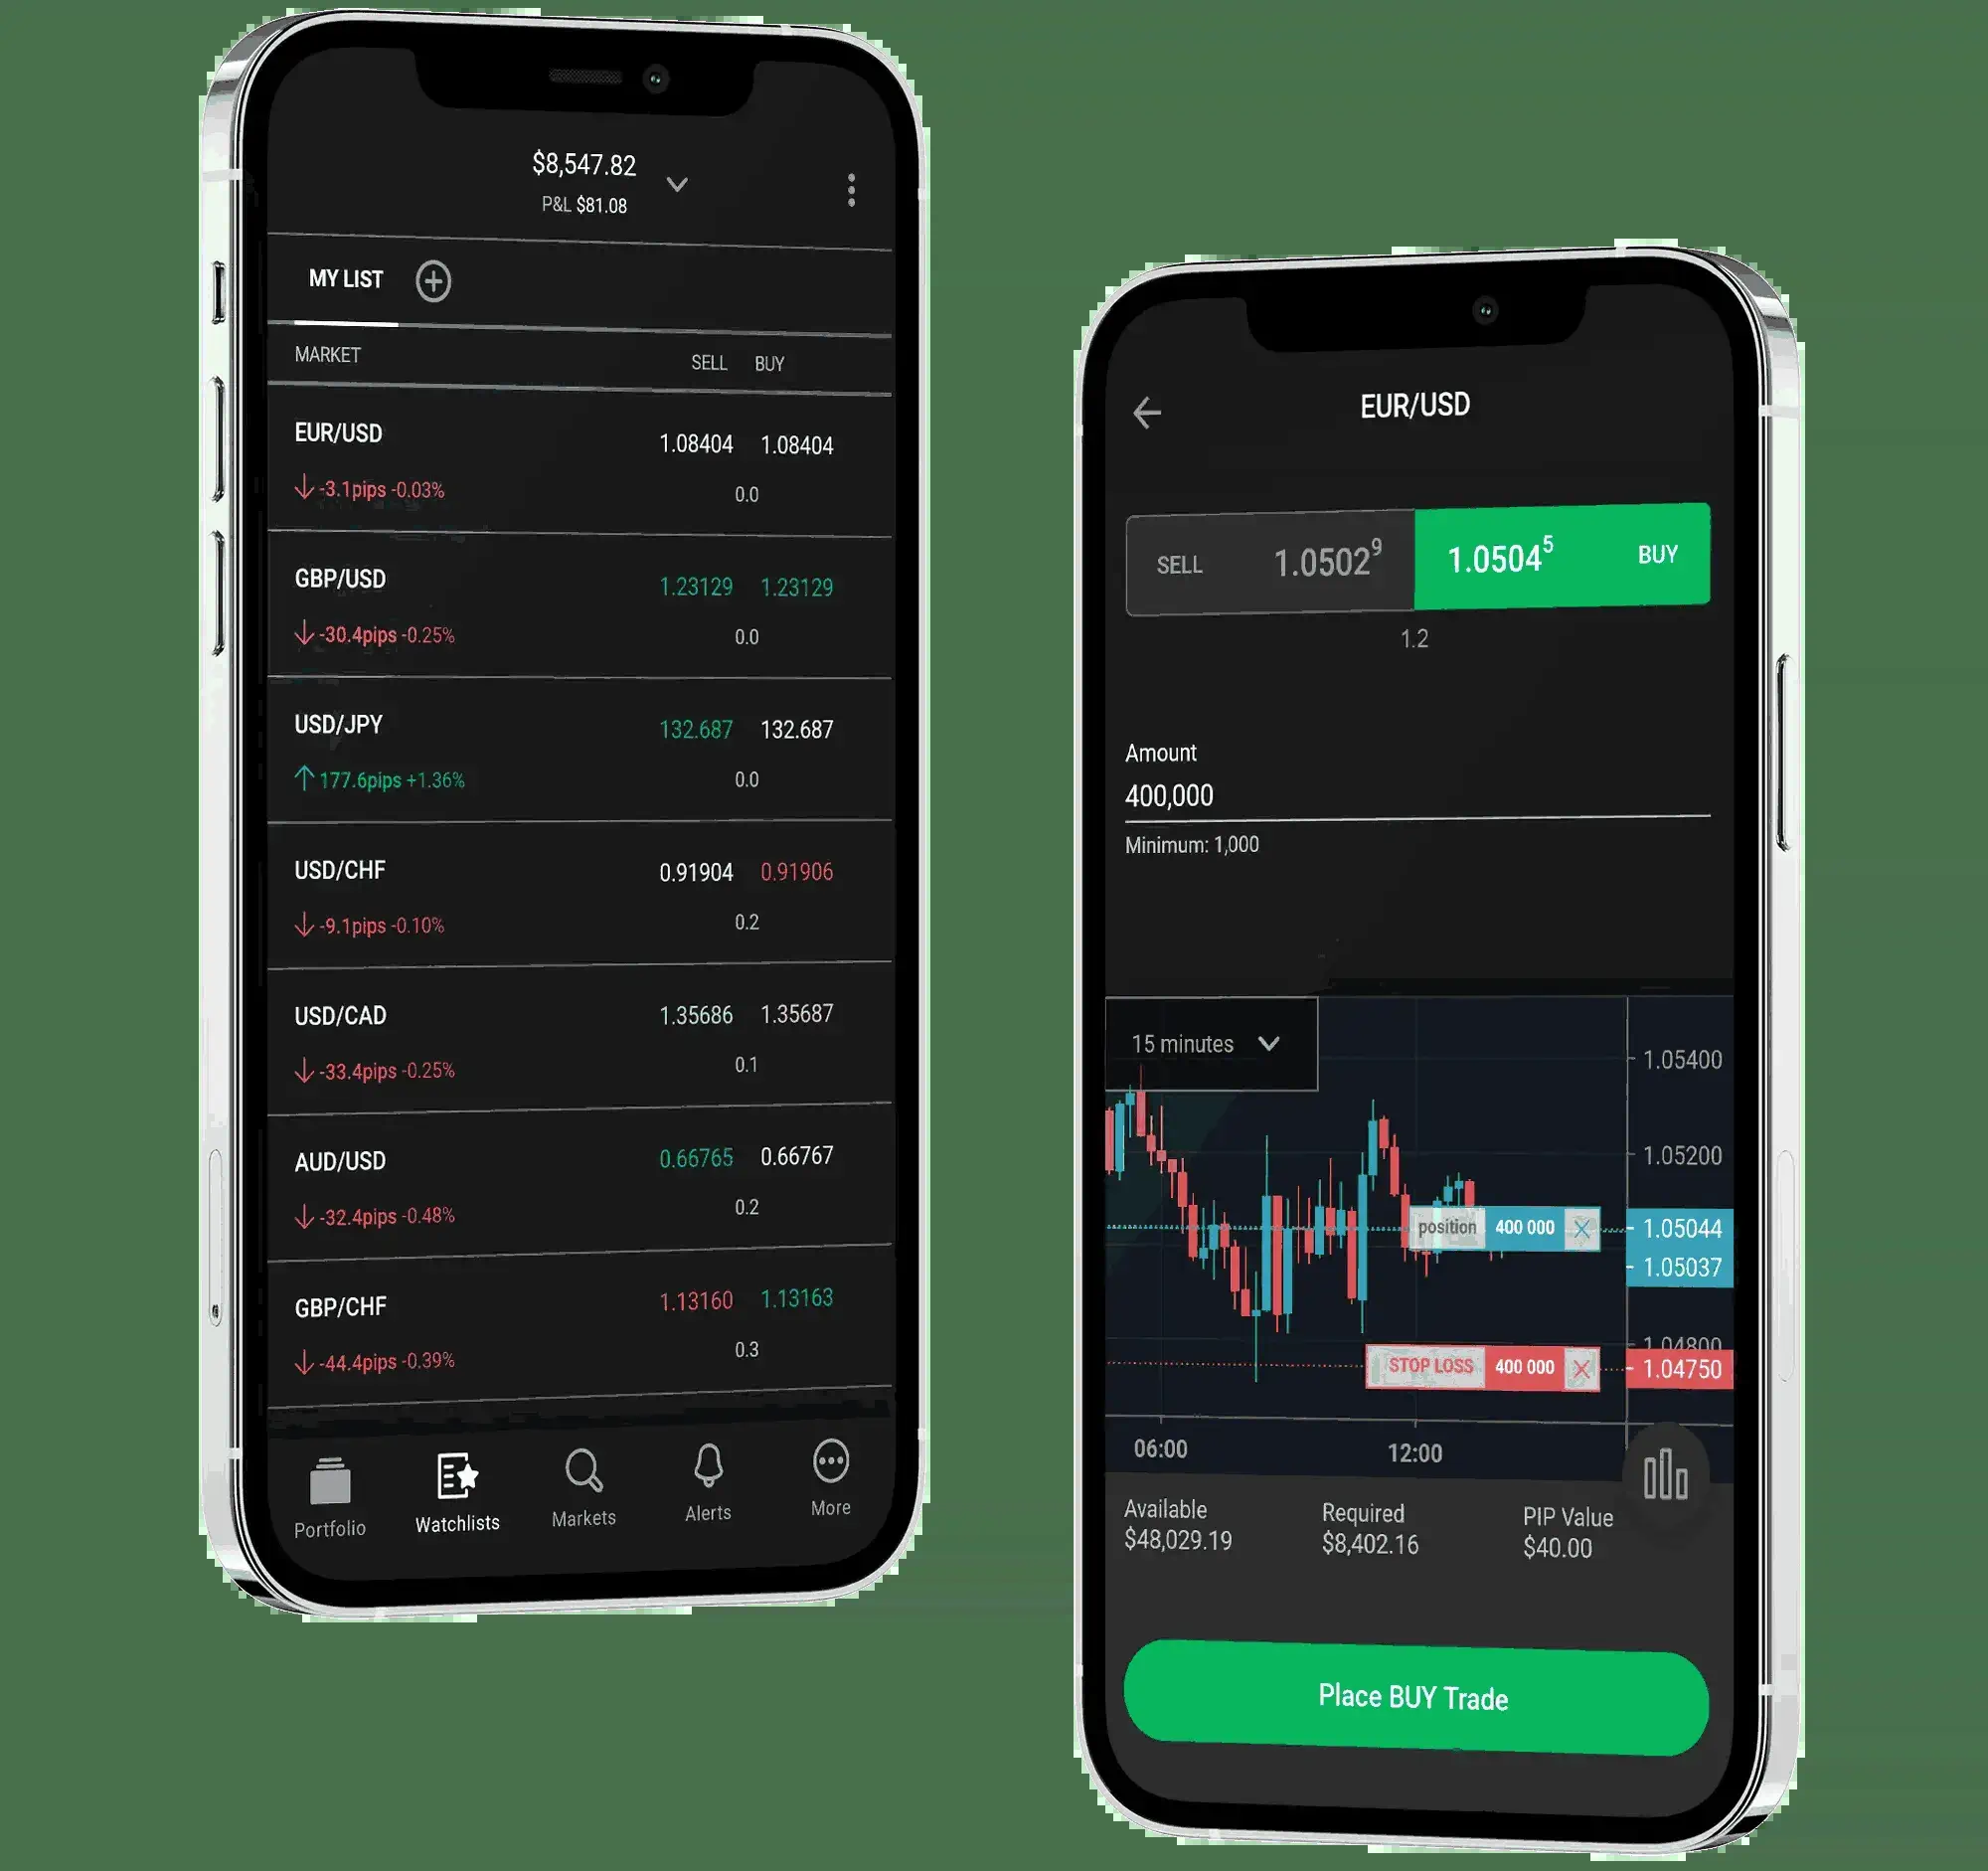 $8,547.82
P&L $81.08
MY LIST
MARKET SELL BUY
EUR/USD 1.08404 1.08404
-3.1pips -0.03% 0.0
GBP/USD 1.23129 1.23129
-30.4pips -0.25% 0.0
USD/JPY 132.687 132.687
177.6pips +1.36% 0.0
USD/CHF 0.91904 0.91906
-9.1pips -0.10% 0.2
USD/CAD 1.35686 1.35687
-33.4pips -0.25% 0.1
AUD/USD 0.66765 0.66767
-32.4pips -0.48% 0.2
GBP/CHF 1.13160 1.13163
-44.4pips -0.39% 0.3
Portfolio Watchlists Markets Alerts More
EUR/USD
SELL 1.05029 1.05045 BUY
1.2
Amount
400,000
Minimum: 1,000
15 minutes
1.05400
1.05200
position 400 000 1.05044
1.05037
1.04800
STOP LOSS 400 000 1.04750
06:00 12:00
Available Required PIP Value
$48,029.19 $8,402.16 $40.00
Place BUY Trade